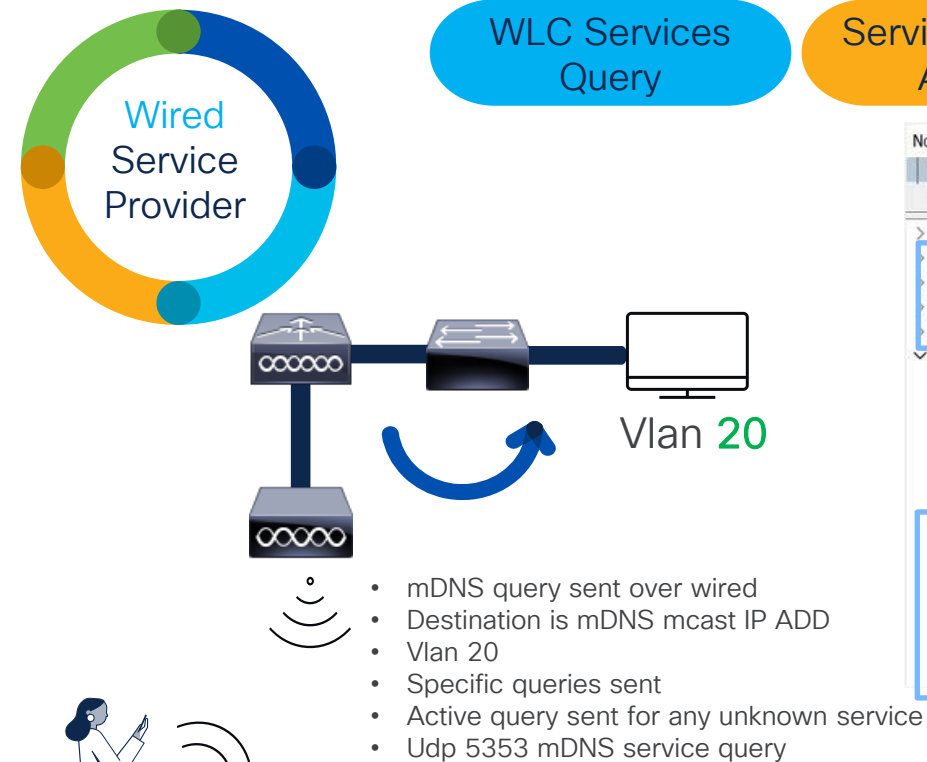 WLC Services
Query
Wired
Service
Provider
Vlan 20
• mDNS query sent over wired
• Destination is mDNS mcast IP ADD
• Vlan 20
• Specific queries sent
• Active query sent for any unknown service
• Udp 5353 mDNS service query